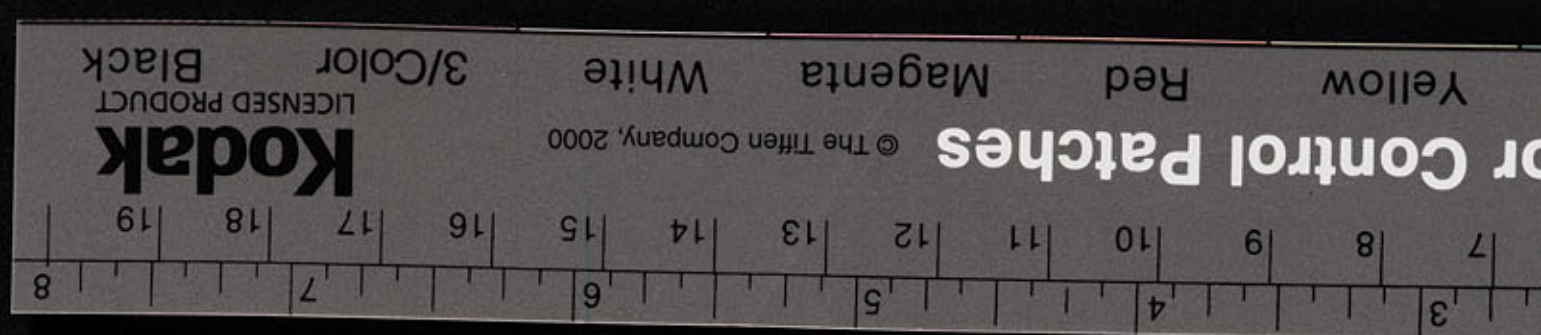 3 4 5 6 7 8
7 8 9 10 11 12 13 14 15 16 17 18 19
or Control Patches © The Tiffen Company, 2000 Kodak
LICENSED PRODUCT
Yellow Red Magenta White 3/Color Black